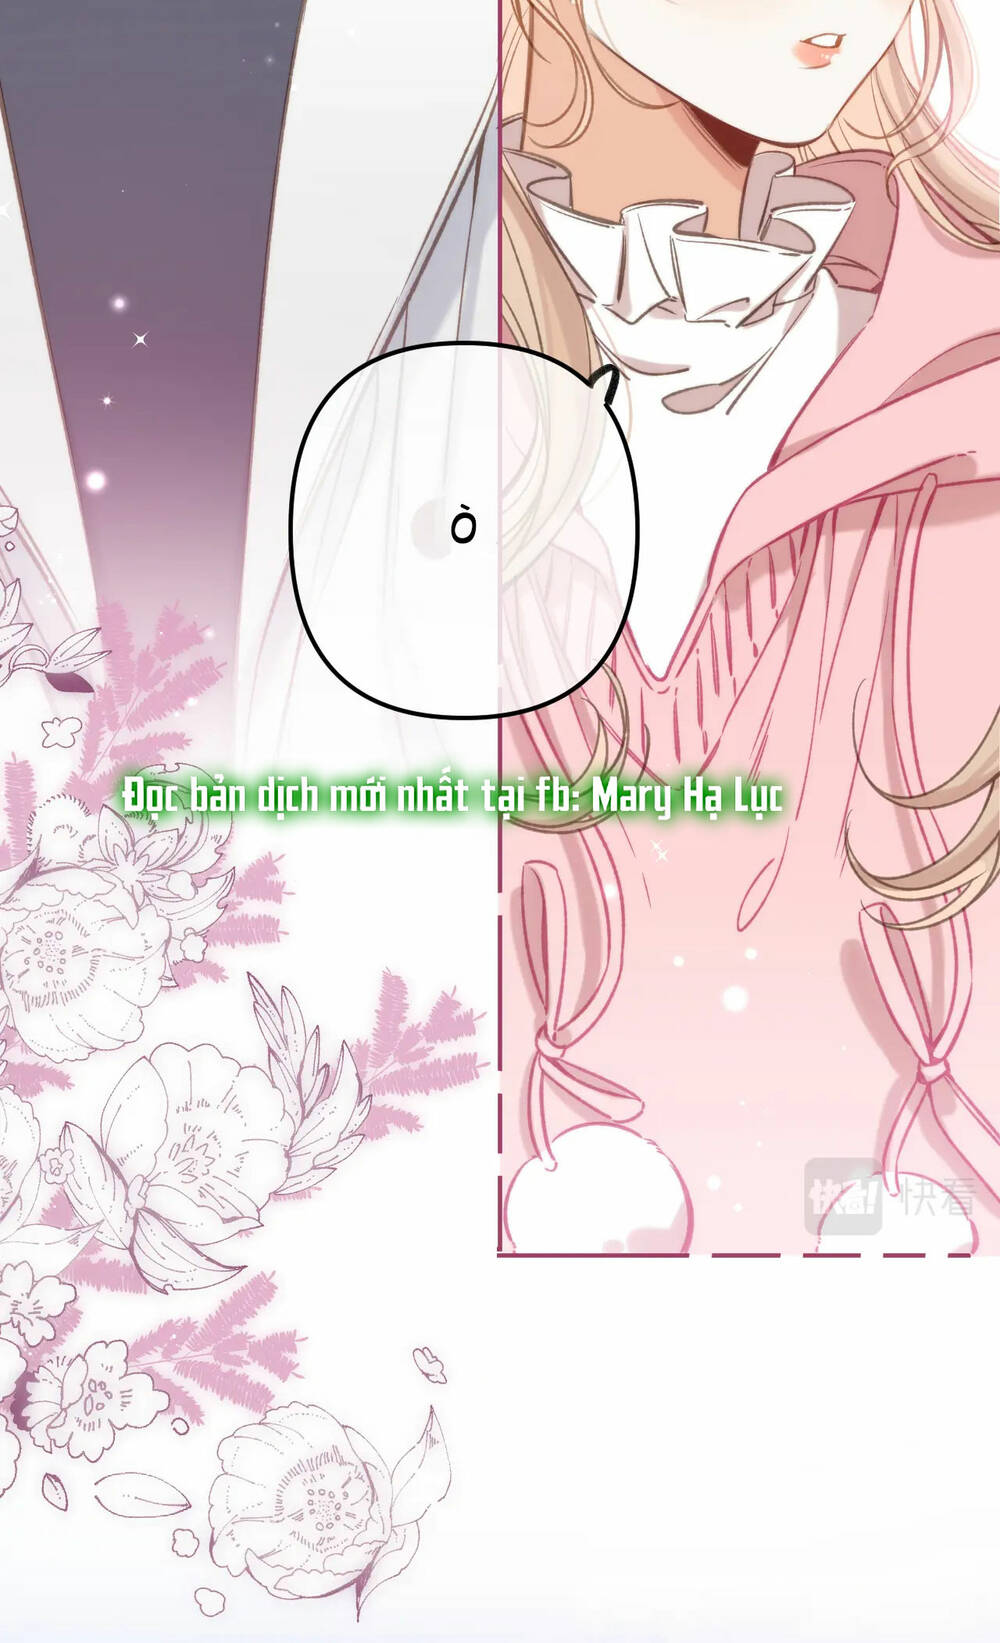 Ò
Đọc bản dịch mới nhất tại fb: Mary Hạ Lục
快看! 快看